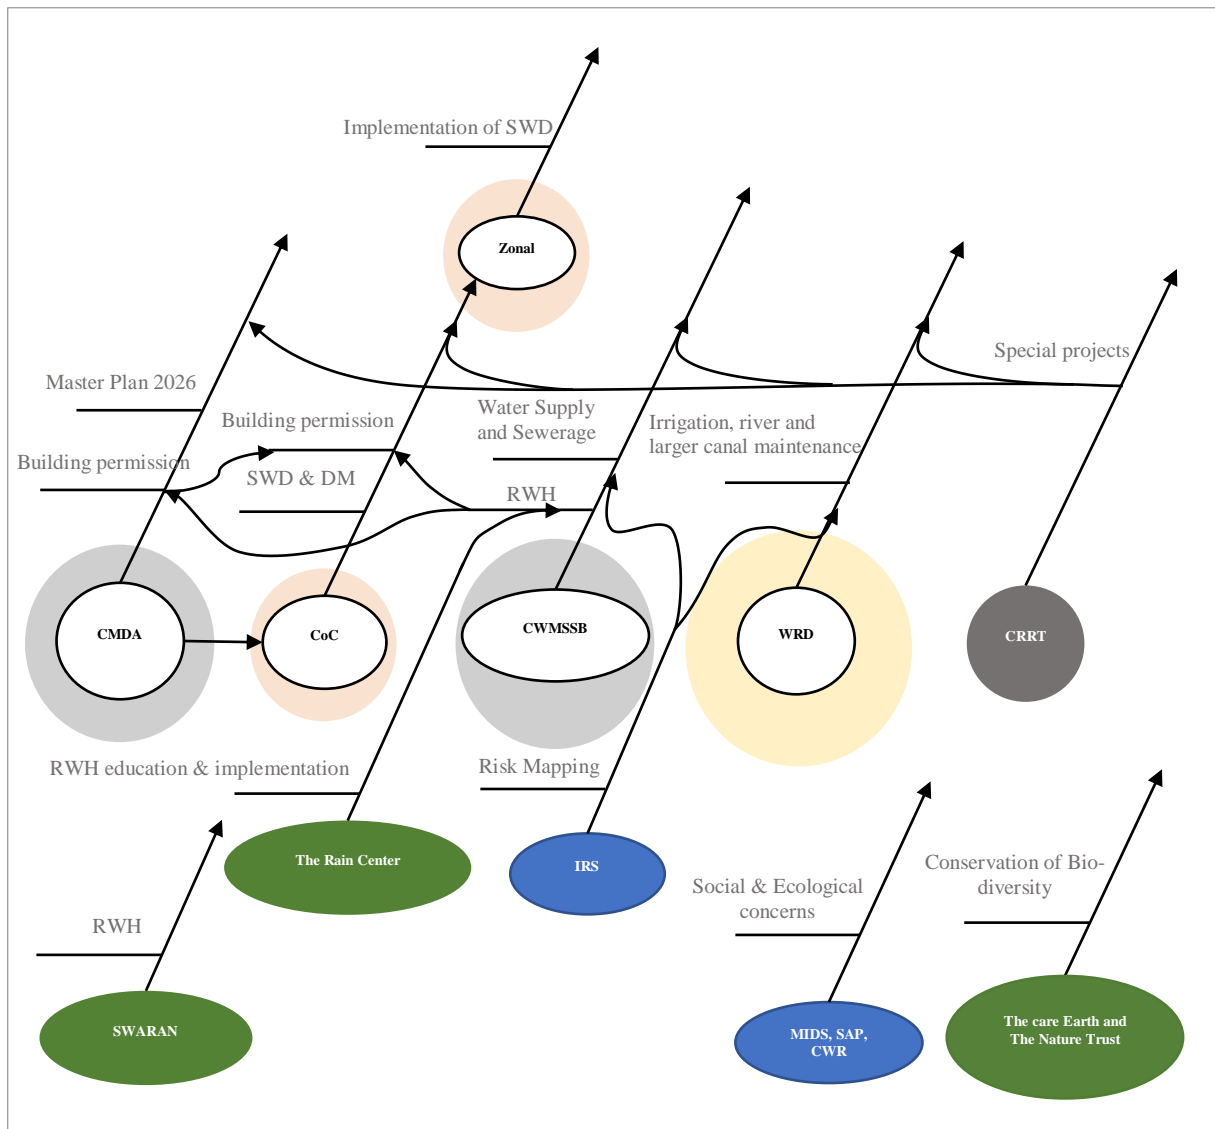 Implementation of SWD
Zonal
Special projects
Master Plan 2026
Building permission
Water Supply
and Sewerage
Irrigation, river and
larger canal maintenance
Building permission
SWD & DM
RWH
CMDA
CoC
CWMSSB
WRD
CRRT
RWH education & implementation
Risk Mapping
The Rain Center
IRS
Social & Ecological
concerns
Conservation of Bio-
diversity
RWH
SWARAN
MIDS, SAP,
CWR
The care Earth and
The Nature Trust